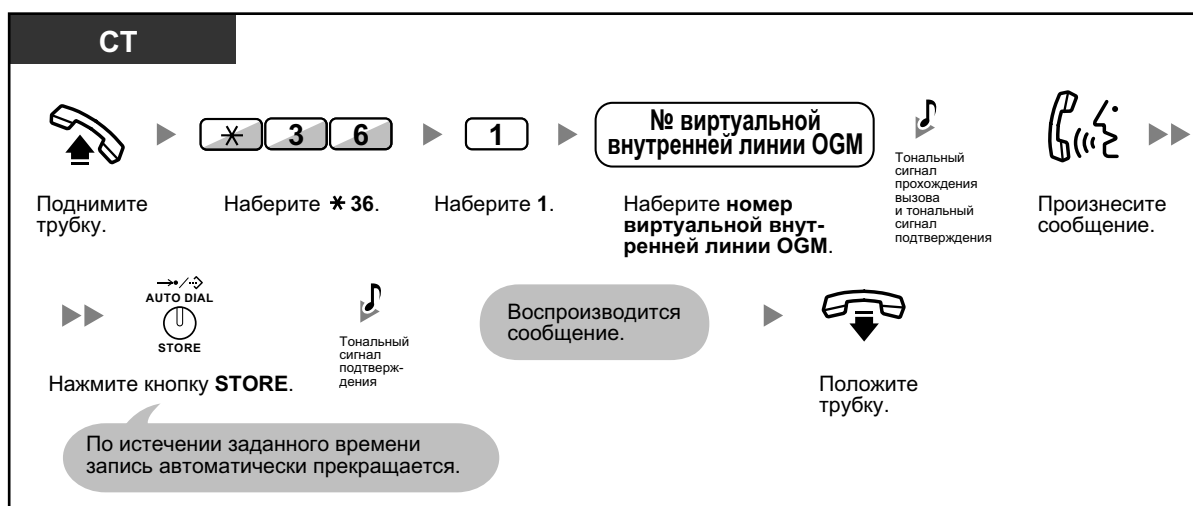 СТ
✳ 3 6
1
№ виртуальной
внутренней линии OGM
Тональный
сигнал
прохождения
вызова
и тональный
сигнал
подтверждения
Поднимите
трубку.
Наберите ✳ 36.
Наберите 1.
Наберите номер
виртуальной внут-
ренней линии OGM.
Произнесите
сообщение.
AUTO DIAL
STORE
Нажмите кнопку STORE.
Тональный
сигнал
подтверж-
дения
Воспроизводится
сообщение.
Положите
трубку.
По истечении заданного времени
запись автоматически прекращается.